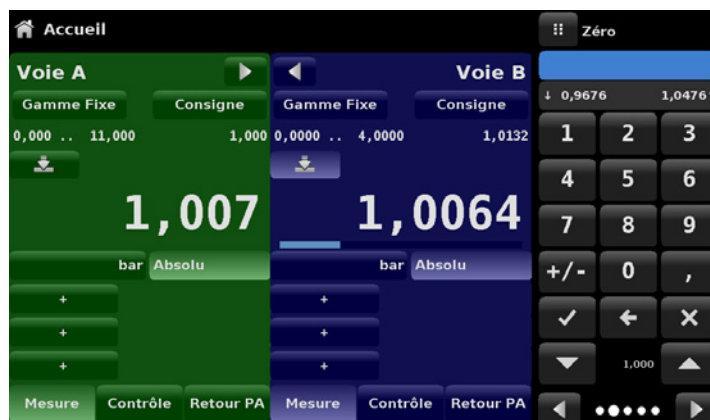 Accueil
Voie A
Gamme Fixe Consigne
0,000 .. 11,000 1,000
1,007
bar Absolu
+
+
+
Mesure Contrôle Retour PA
Voie B
Gamme Fixe Consigne
0,0000 .. 4,0000 1,0132
1,0064
bar Absolu
+
+
+
Mesure Contrôle Retour PA
Zéro
↓ 0,9676 1,0476
1 2 3
4 5 6
7 8 9
+/- 0 ,
1,000